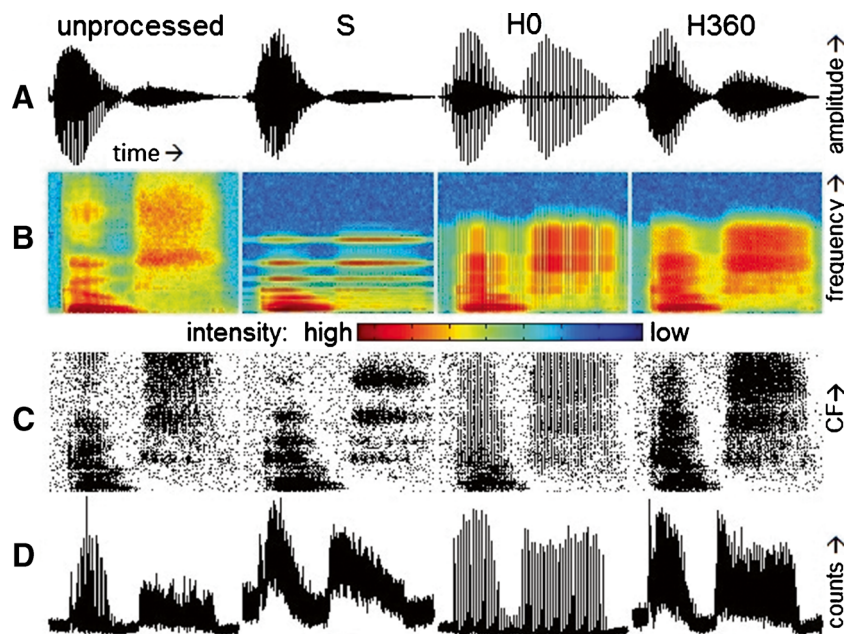 unprocessed S H0 H360
A
amplitude →
time →
B
frequency →
intensity: high low
C
CF→
D
counts →